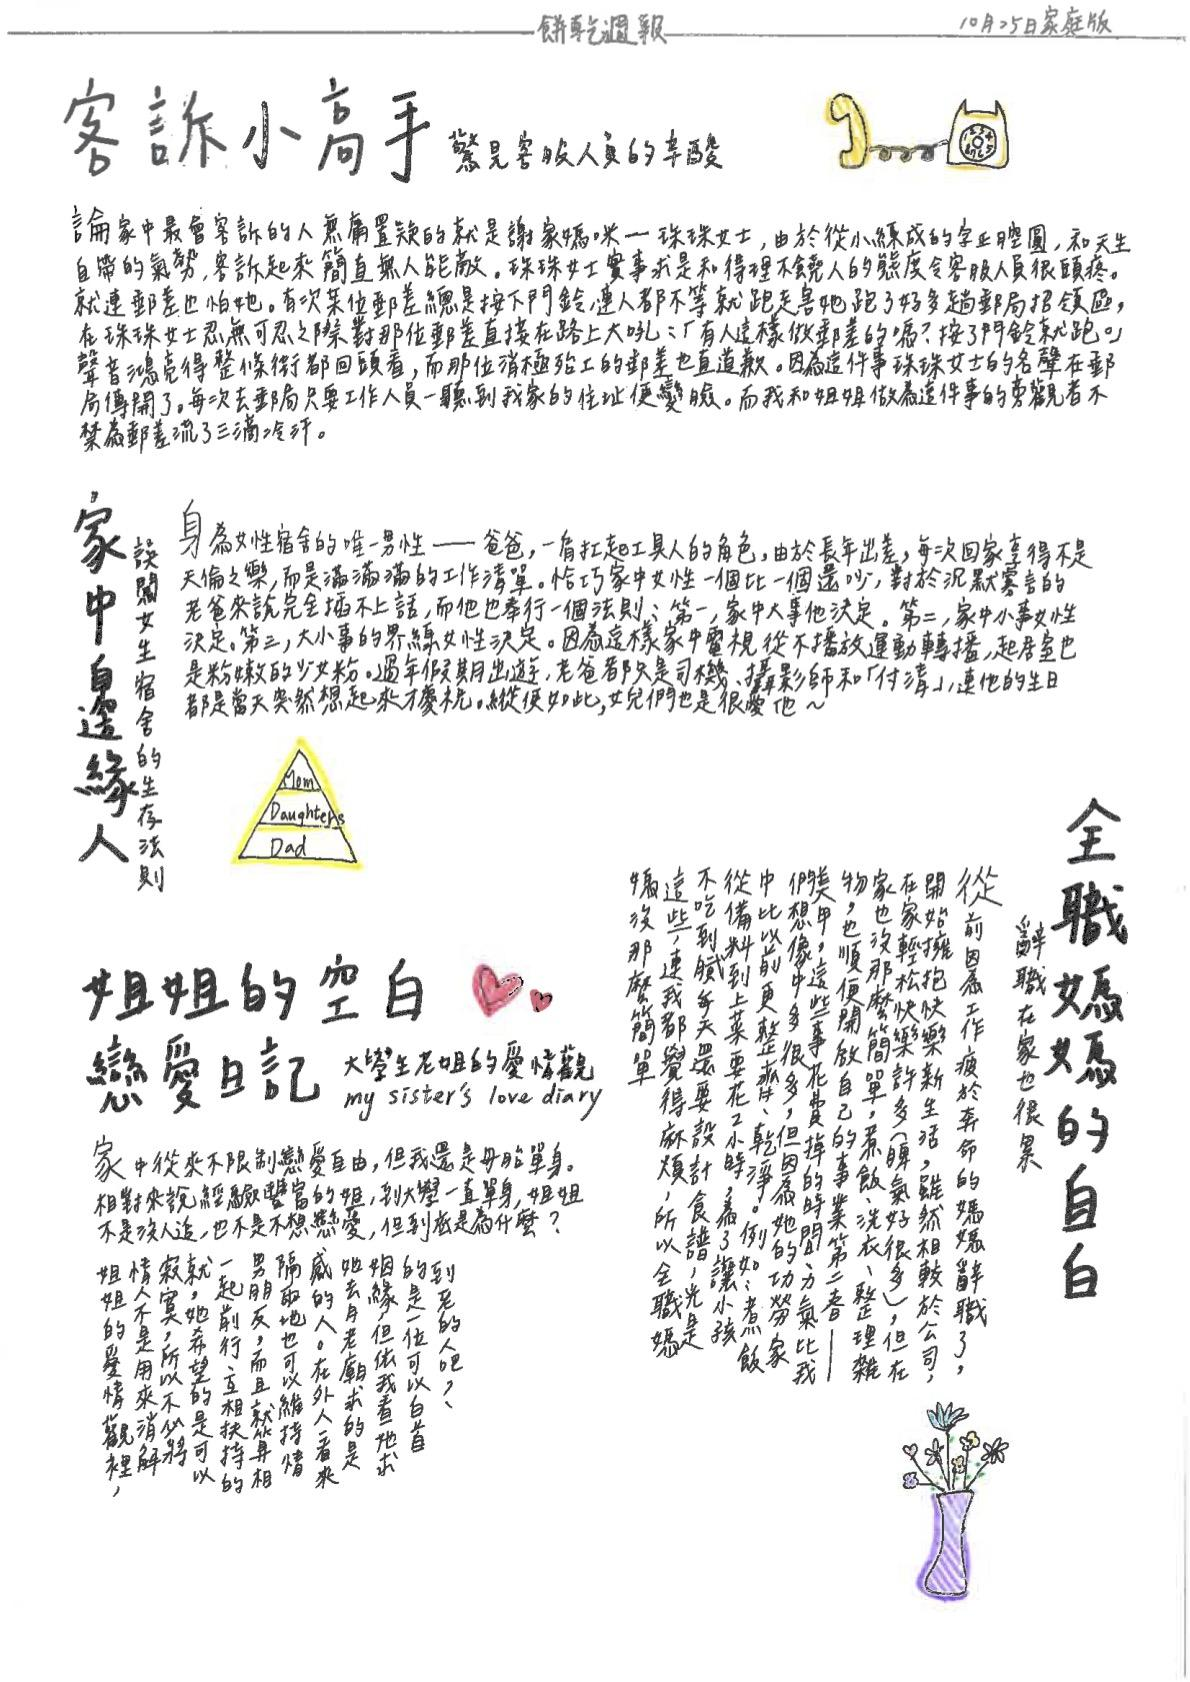 餅乾週報
10月25日家庭版
客訴小高手
驚見客服人員的辛酸
論家中最會客訴的人無庸置疑的就是謝家媽咪—珠珠女士，由於從小練成的字正腔圓，和天生
自帶的氣勢，客訴起來簡直無人能敵。珠珠女士實事求是和得理不饒人的態度令客服人員很頭疼。
就連郵差也怕她。有次某位郵差總是按下門鈴，連人都不等就跑走害她跑了好多趟郵局招領區，
在珠珠女士忍無可忍之際對那位郵差直接在路上大吼：「有人這樣做郵差的嗎？按了門鈴就跑。」
聲音鴻亮得整條街都回頭看，而那位消極殆工的郵差也直道歉。因為這件事珠珠女士的名聲在郵
局傳開了。每次去郵局只要工作人員一聽到我家的住址便變臉。而我和姐姐做為這件事的旁觀者不
禁為郵差流了三滴冷汗。
家中自邊緣人
誤闖女生宿舍的生存法則
身為女性宿舍的唯一男性——爸爸，一肩扛起工具人的角色，由於長年出差，每次回家享得不是
天倫之樂，而是滿滿滿的工作清單。恰巧家中女性一個比一個還吵，對於沉默寡言的
老爸來說完全插不上話，而他也奉行一個法則：第一，家中大事他決定。第二，家中小事女性
決定。第三，大小事的界線女性決定。因為這樣家中電視從不播放運動轉播，起居室也
是粉嫩的少女粉。過年假期出遊，老爸都只是司機、攝影師和「付溝」，連他的生日
都是當天突然想起來才慶祝。縱使如此，女兒們也是很愛他～
Mom
Daughters
Dad
全職媽媽的自白
辭職在家也很累
從前因為工作疲於奔命的媽媽辭職了，
開始擁抱快樂新生活，雖然相較於公司，
在家輕松快樂許多（脾氣好很多），但在
家也沒那麼簡單，煮飯、洗衣、整理雜
物，也順便開啟自己的事業第二春——
美甲。這些事花費掉的時間、力氣比我
們想像中多很多，但因為她的功勞家
中比以前更整齊、乾淨。例如：煮飯
從備料到上菜要花2小時，為了讓小孩
不吃到膩每天還要設計食譜，光是
這些，連我都覺得麻煩，所以全職媽
媽沒那麼簡單
姐姐的空白
戀愛日記
大學生老姐的愛情觀
my sister's love diary
家中從來不限制戀愛自由，但我還是母胎單身。
相對來說經驗豐富的姐，到大學一直單身，姐姐
不是沒人追，也不是不想戀愛，但到底是為什麼？
姐姐的愛情觀裡，
情人不是用來消解
寂寞，所以不必將
就，她希望的是可以
一起前行、互相扶持的
男朋友，而且就算相
隔兩地也可以維持情
感的人。在外人看來
她去月老廟求的是
姻緣，但依我看她求
的是一位可以白首
到老的人吧？、